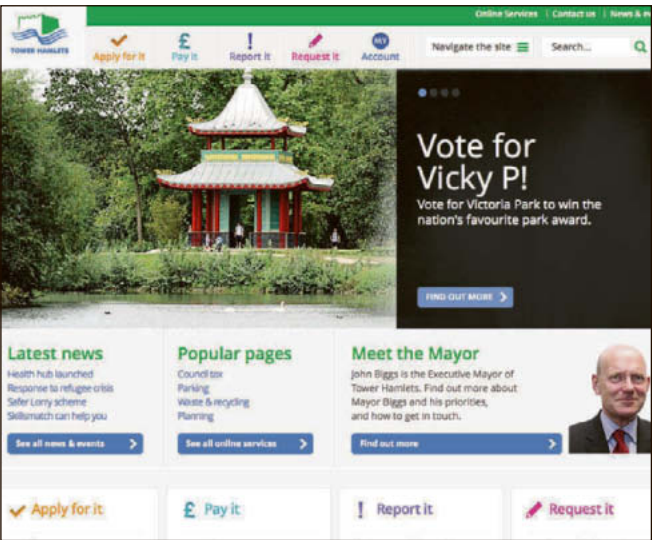 Online Services | Contact us | News & e
TOWER HAMLETS
Apply for it
£ Pay it
! Report it
Request it
MY Account
Navigate the site
Search...
Vote for
Vicky P!
Vote for Victoria Park to win the
nation's favourite park award.
FIND OUT MORE
Latest news
Health hub launched
Response to refugee crisis
Safer Lorry scheme
Skillsmatch can help you
See all news & events
Popular pages
Council tax
Parking
Waste & recycling
Planning
See all online services
Meet the Mayor
John Biggs is the Executive Mayor of
Tower Hamlets. Find out more about
Mayor Biggs and his priorities,
and how to get in touch.
Find out more
Apply for it
£ Pay it
! Report it
Request it